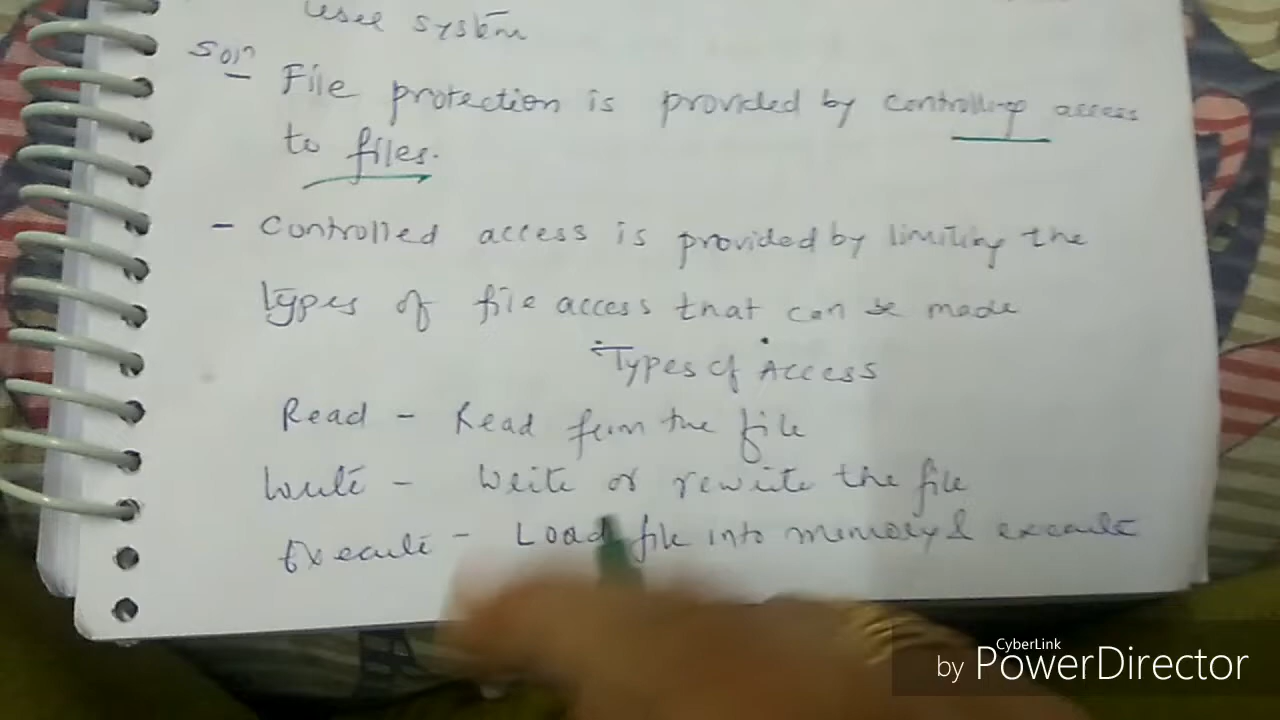 user system
Soln
File protection is provided by controlling access
to files.
- Controlled access is provided by limiting the
types of file access that can be made
Types of Access
Read - Read from the file
Write - Write or rewrite the file
Execute - Load file into memory & execute
CyberLink
by PowerDirector